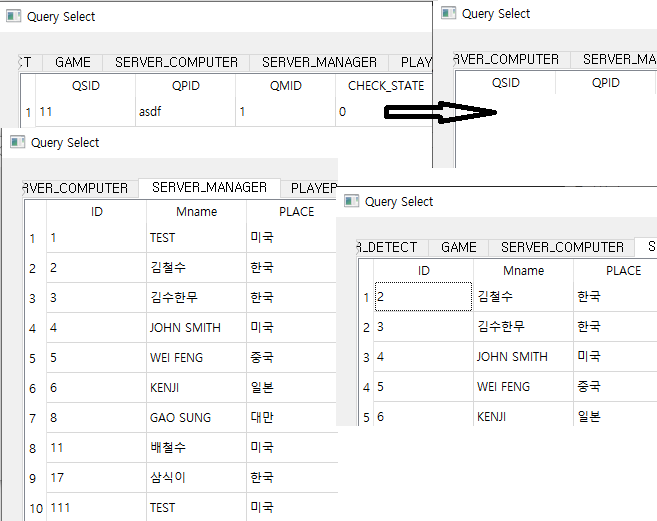 Query Select
CT GAME SERVER_COMPUTER SERVER_MANAGER PLAY
QSID QPID QMID CHECK_STATE
1 11 asdf 1 0
Query Select
RVER_COMPUTER SERVER_MA
QSID QPID
Query Select
RVER_COMPUTER SERVER_MANAGER PLAYER
ID Mname PLACE
1 1 TEST 미국
2 2 김철수 한국
3 3 김수한무 한국
4 4 JOHN SMITH 미국
5 5 WEI FENG 중국
6 6 KENJI 일본
7 8 GAO SUNG 대만
8 11 배철수 미국
9 17 삼식이 한국
10 111 TEST 미국
Query Select
R_DETECT GAME SERVER_COMPUTER S
ID Mname PLACE
1 2 김철수 한국
2 3 김수한무 한국
3 4 JOHN SMITH 미국
4 5 WEI FENG 중국
5 6 KENJI 일본